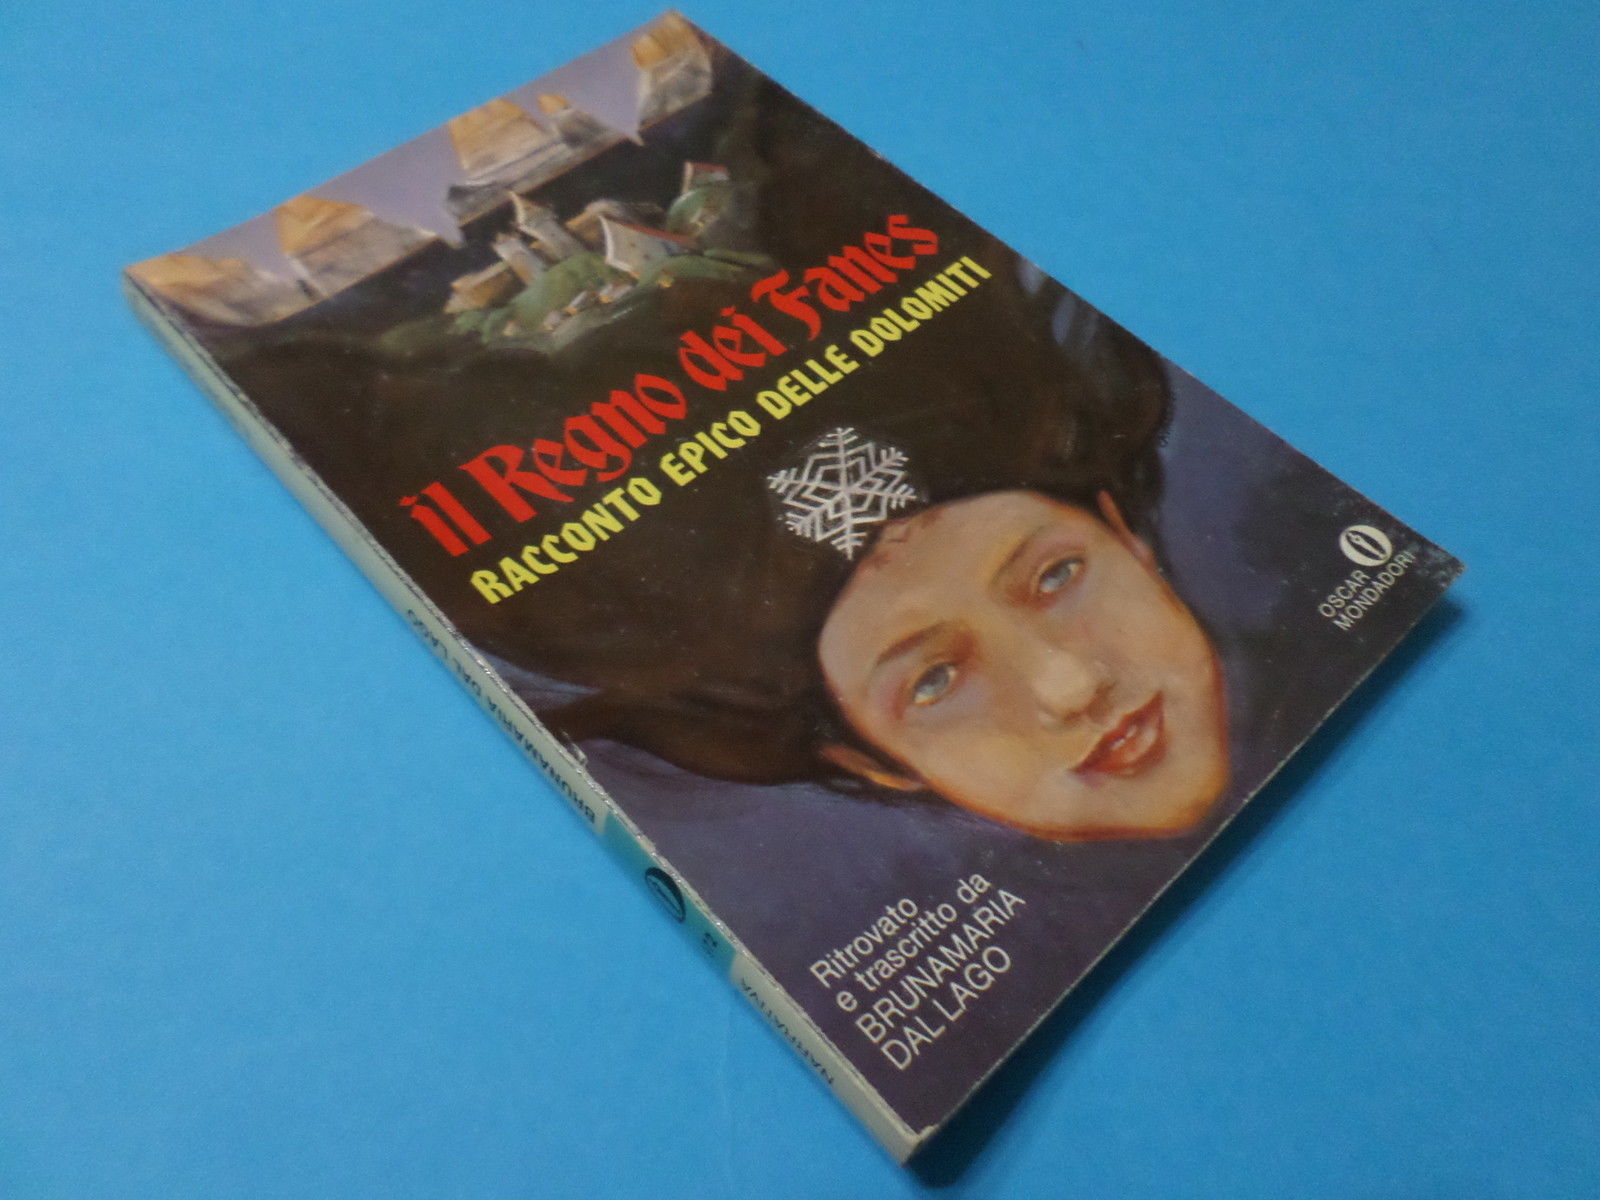 il Regno dei Fanes
RACCONTO EPICO DELLE DOLOMITI
OSCAR
MONDADORI
Ritrovato
e trascritto da
BRUNAMARIA
DAL LAGO
BRUNAMARIA DAL LAGO
NARRATIVA